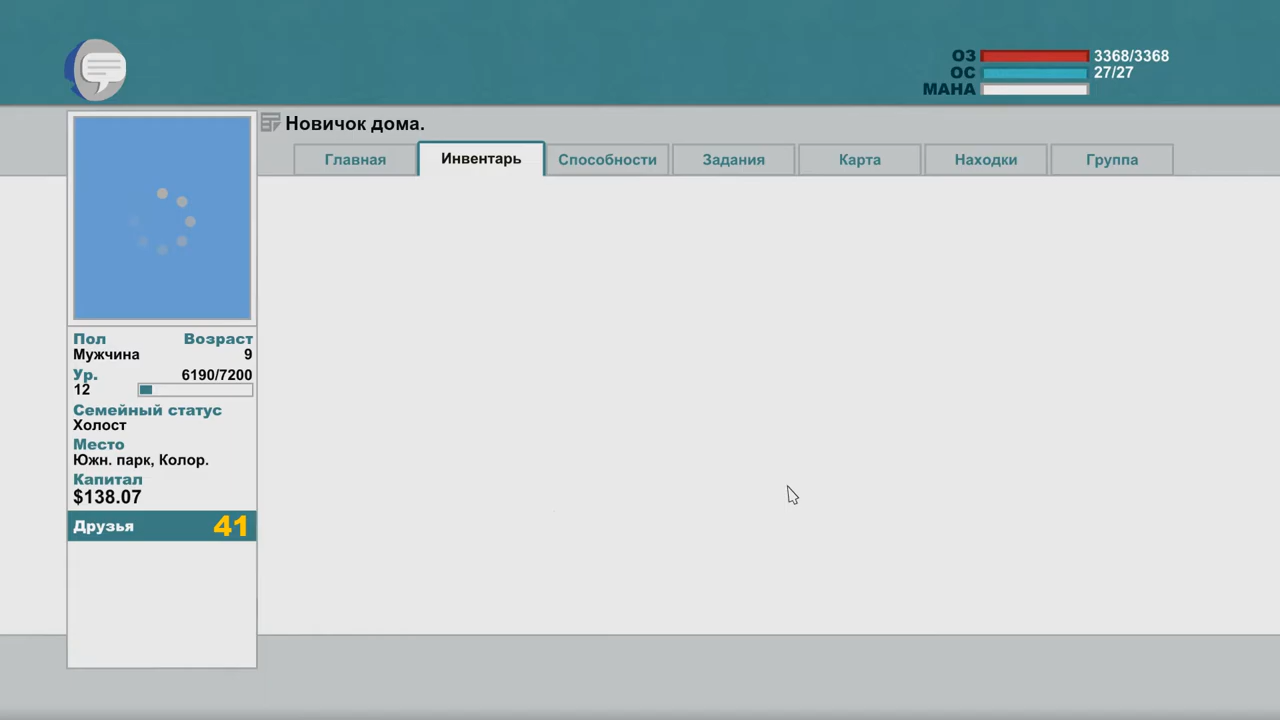 ОЗ 3368/3368
ОС 27/27
МАНА
Новичок дома.
Главная Инвентарь Способности Задания Карта Находки Группа
Пол Возраст
Мужчина 9
Ур. 6190/7200
12
Семейный статус
Холост
Место
Южн. парк, Колор.
Капитал
$138.07
Друзья 41